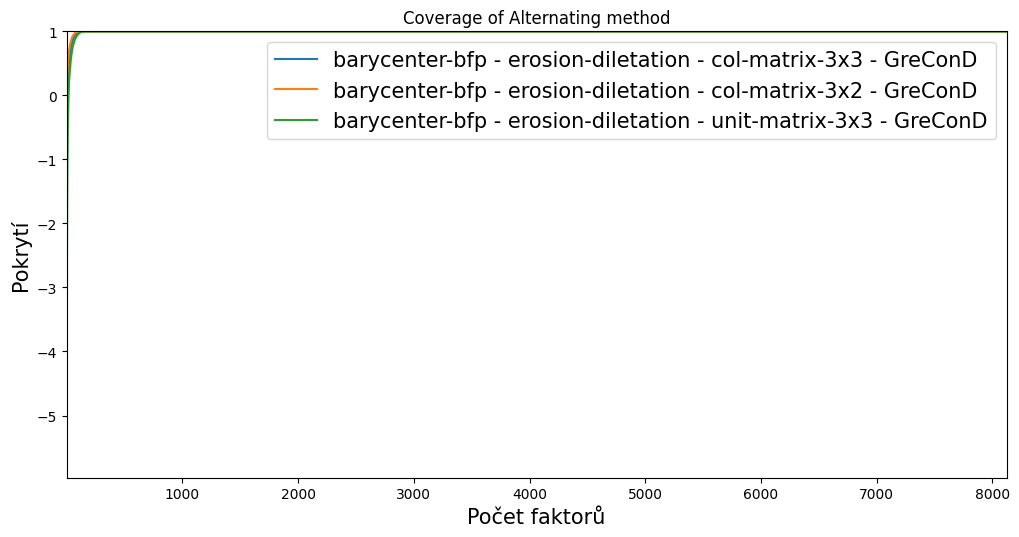 Coverage of Alternating method
barycenter-bfp - erosion-diletation - col-matrix-3x3 - GreConD
barycenter-bfp - erosion-diletation - col-matrix-3x2 - GreConD
barycenter-bfp - erosion-diletation - unit-matrix-3x3 - GreConD
Pokrytí
1
0
−1
−2
−3
−4
−5
1000 2000 3000 4000 5000 6000 7000 8000
Počet faktorů